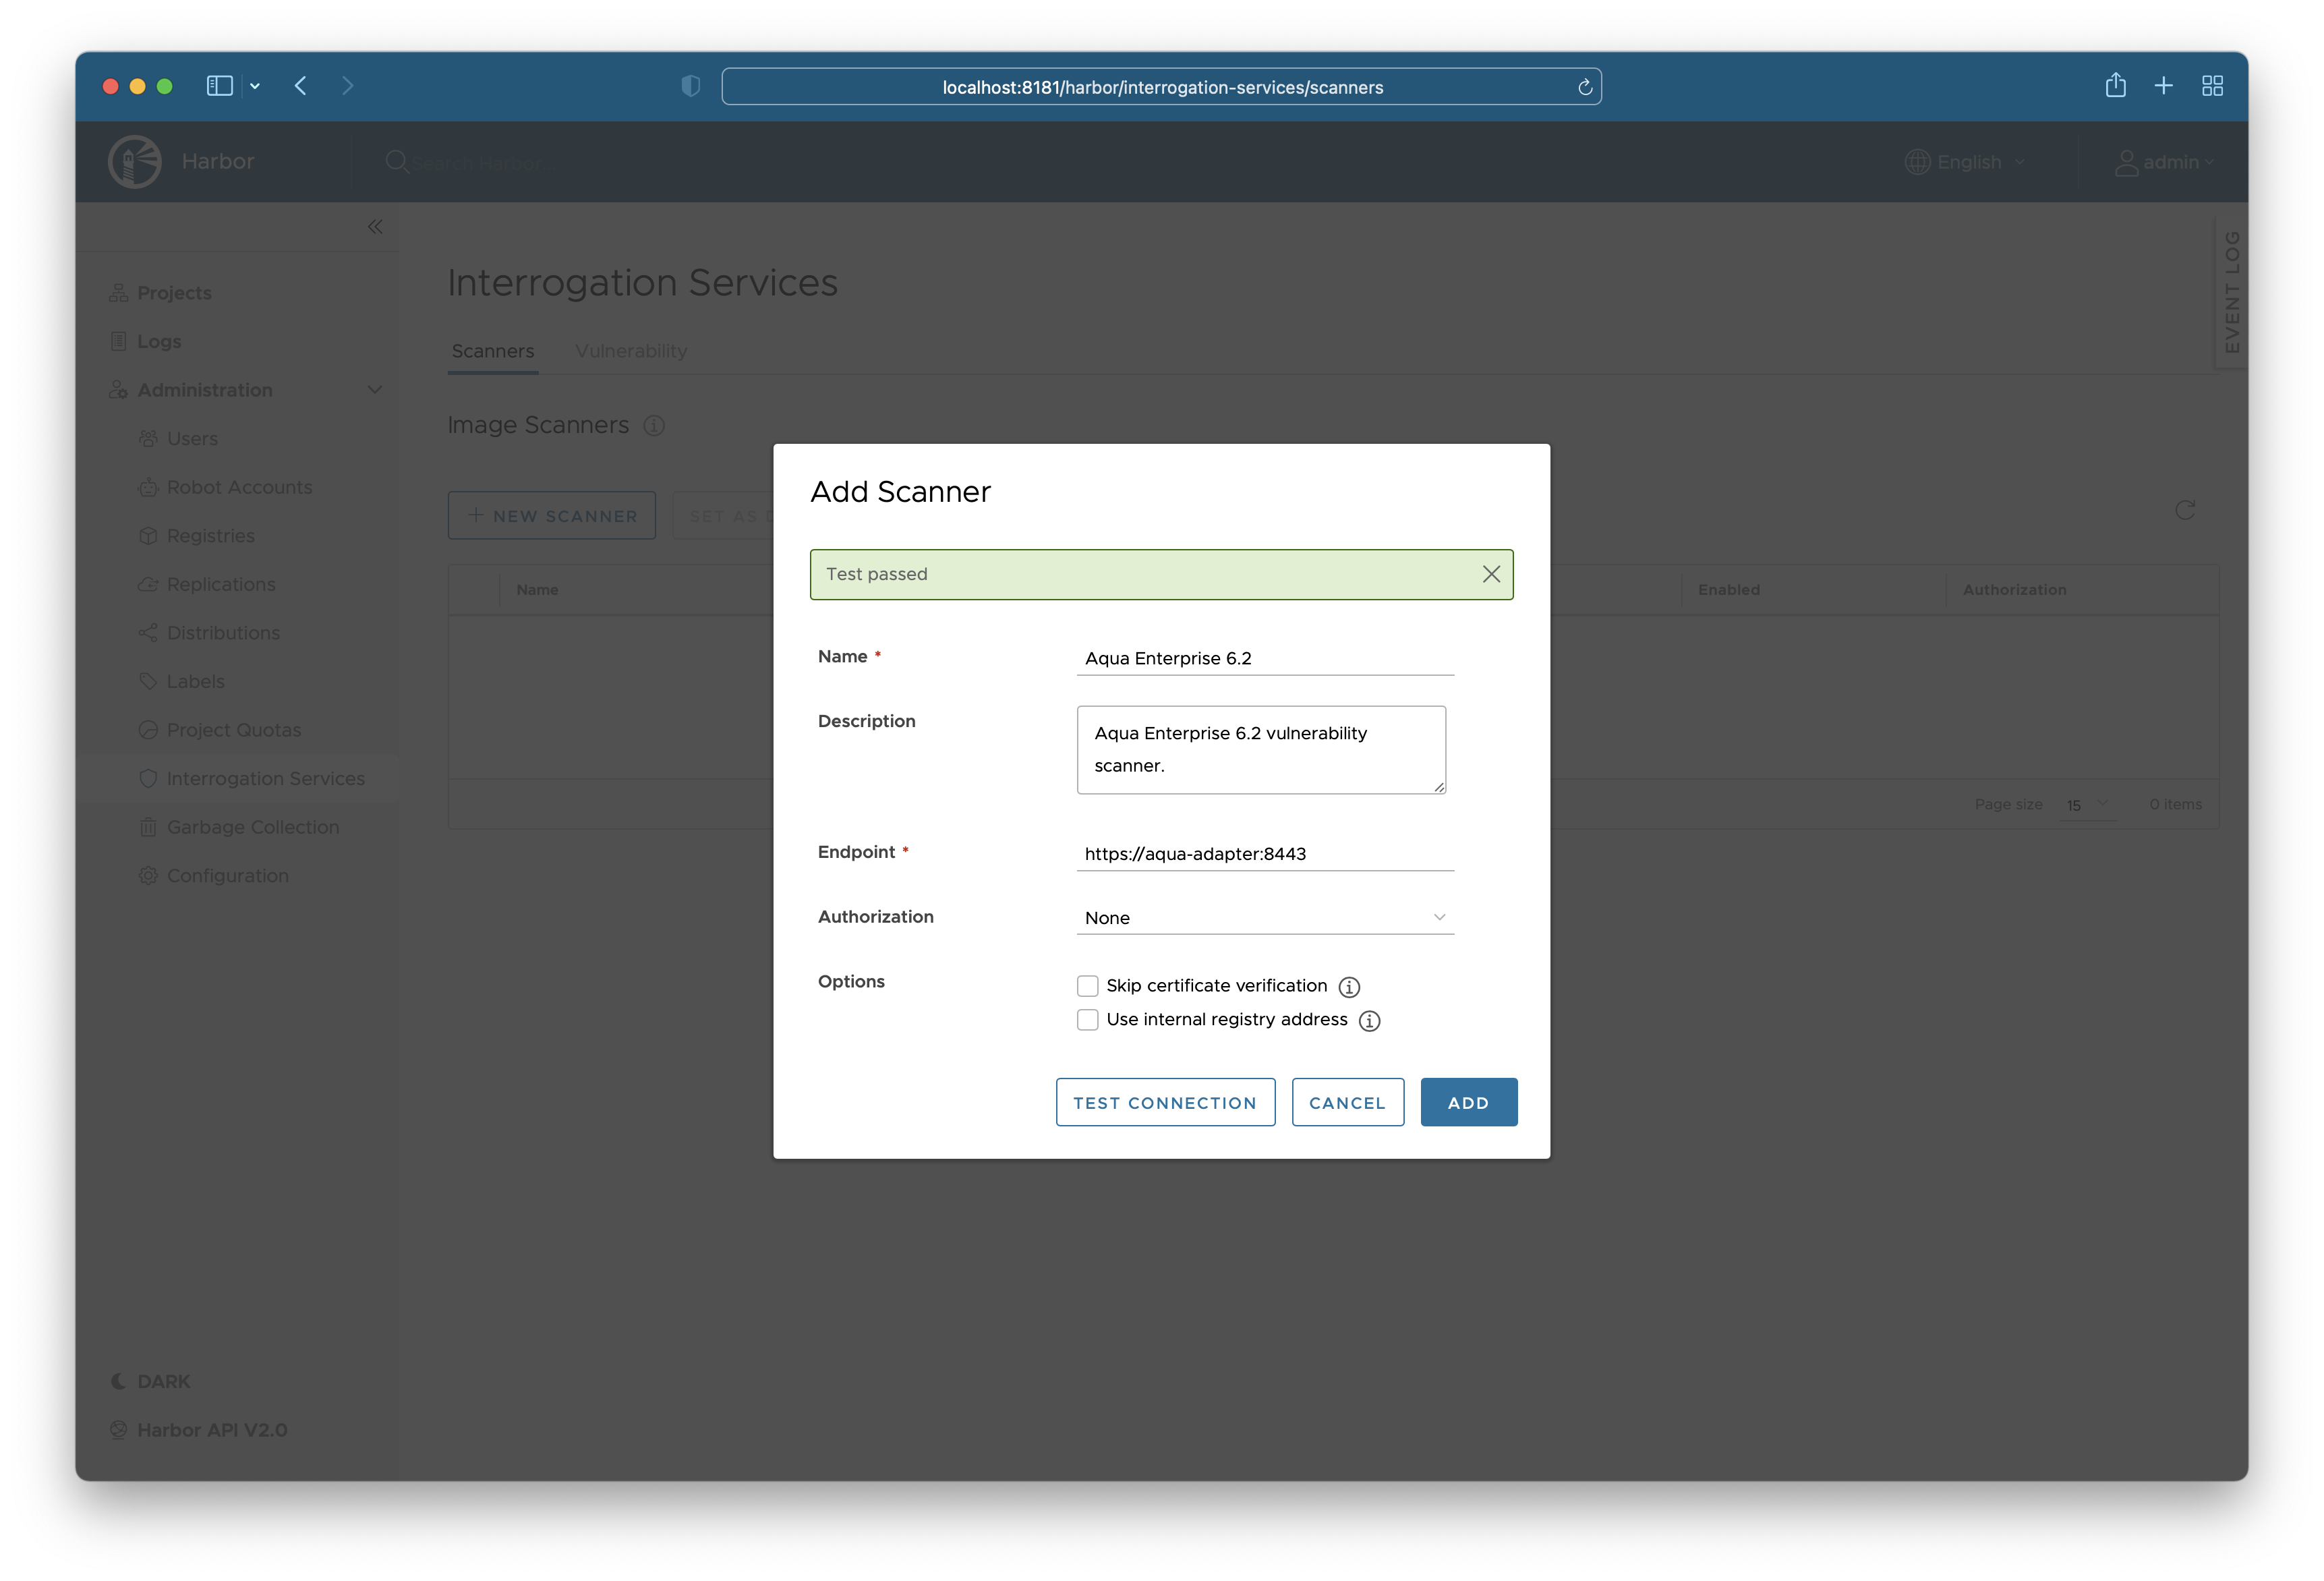 localhost:8181/harbor/interrogation-services/scanners
Harbor
Search Harbor...
English
admin
EVENT LOG
Projects
Logs
Administration
Users
Robot Accounts
Registries
Replications
Distributions
Labels
Project Quotas
Interrogation Services
Garbage Collection
Configuration
DARK
Harbor API V2.0
Interrogation Services
Scanners Vulnerability
Image Scanners
+ NEW SCANNER SET AS D
Name Enabled Authorization
Page size 15 0 items
Add Scanner
Test passed
Name *
Aqua Enterprise 6.2
Description
Aqua Enterprise 6.2 vulnerability
scanner.
Endpoint *
https://aqua-adapter:8443
Authorization
None
Options
Skip certificate verification
Use internal registry address
TEST CONNECTION CANCEL ADD